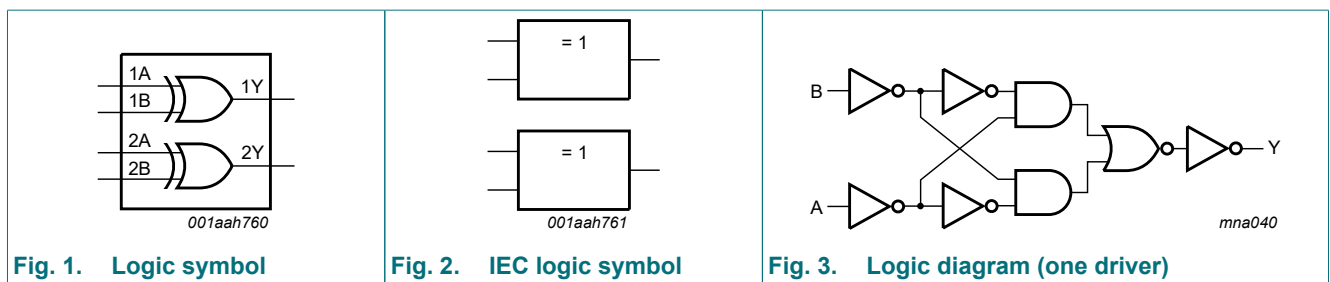 1A
1Y
1B
2A
2Y
2B
001aah760
Fig. 1. Logic symbol
= 1
= 1
001aah761
Fig. 2. IEC logic symbol
B
Y
A
mna040
Fig. 3. Logic diagram (one driver)